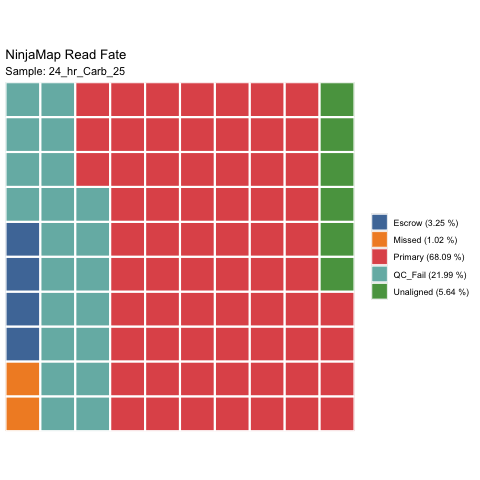 NinjaMap Read Fate
Sample: 24_hr_Carb_25
Escrow (3.25 %)
Missed (1.02 %)
Primary (68.09 %)
QC_Fail (21.99 %)
Unaligned (5.64 %)